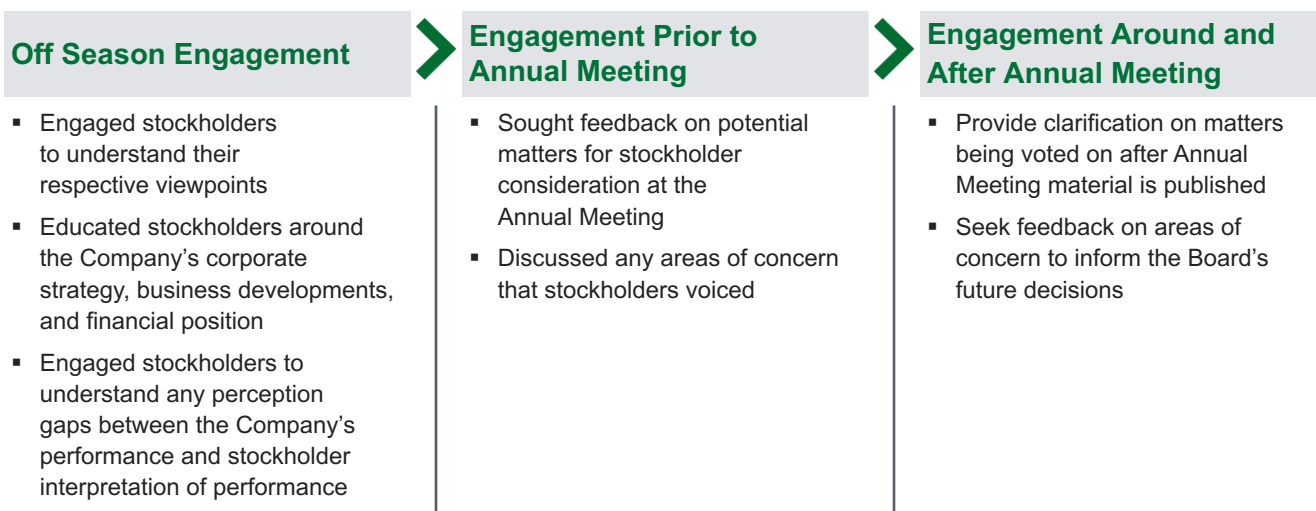 Off Season Engagement
▪ Engaged stockholders
to understand their
respective viewpoints
▪ Educated stockholders around
the Company’s corporate
strategy, business developments,
and financial position
▪ Engaged stockholders to
understand any perception
gaps between the Company’s
performance and stockholder
interpretation of performance
Engagement Prior to
Annual Meeting
▪ Sought feedback on potential
matters for stockholder
consideration at the
Annual Meeting
▪ Discussed any areas of concern
that stockholders voiced
Engagement Around and
After Annual Meeting
▪ Provide clarification on matters
being voted on after Annual
Meeting material is published
▪ Seek feedback on areas of
concern to inform the Board’s
future decisions